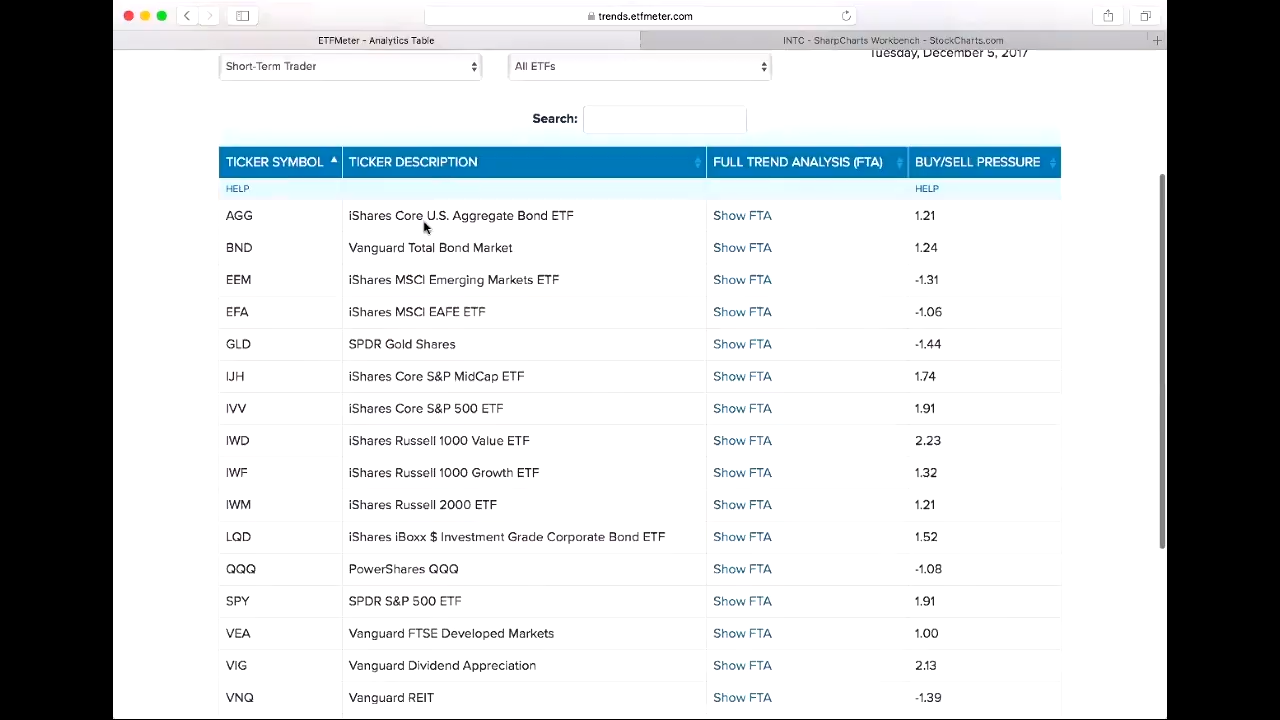 trends.etfmeter.com
ETFMeter - Analytics Table
INTC - SharpCharts Workbench - StockCharts.com
Tuesday, December 5, 2017
Short-Term Trader
All ETFs
Search:
TICKER SYMBOL TICKER DESCRIPTION FULL TREND ANALYSIS (FTA) BUY/SELL PRESSURE
HELP HELP
AGG iShares Core U.S. Aggregate Bond ETF Show FTA 1.21
BND Vanguard Total Bond Market Show FTA 1.24
EEM iShares MSCI Emerging Markets ETF Show FTA -1.31
EFA iShares MSCI EAFE ETF Show FTA -1.06
GLD SPDR Gold Shares Show FTA -1.44
IJH iShares Core S&P MidCap ETF Show FTA 1.74
IVV iShares Core S&P 500 ETF Show FTA 1.91
IWD iShares Russell 1000 Value ETF Show FTA 2.23
IWF iShares Russell 1000 Growth ETF Show FTA 1.32
IWM iShares Russell 2000 ETF Show FTA 1.21
LQD iShares iBoxx $ Investment Grade Corporate Bond ETF Show FTA 1.52
QQQ PowerShares QQQ Show FTA -1.08
SPY SPDR S&P 500 ETF Show FTA 1.91
VEA Vanguard FTSE Developed Markets Show FTA 1.00
VIG Vanguard Dividend Appreciation Show FTA 2.13
VNQ Vanguard REIT Show FTA -1.39